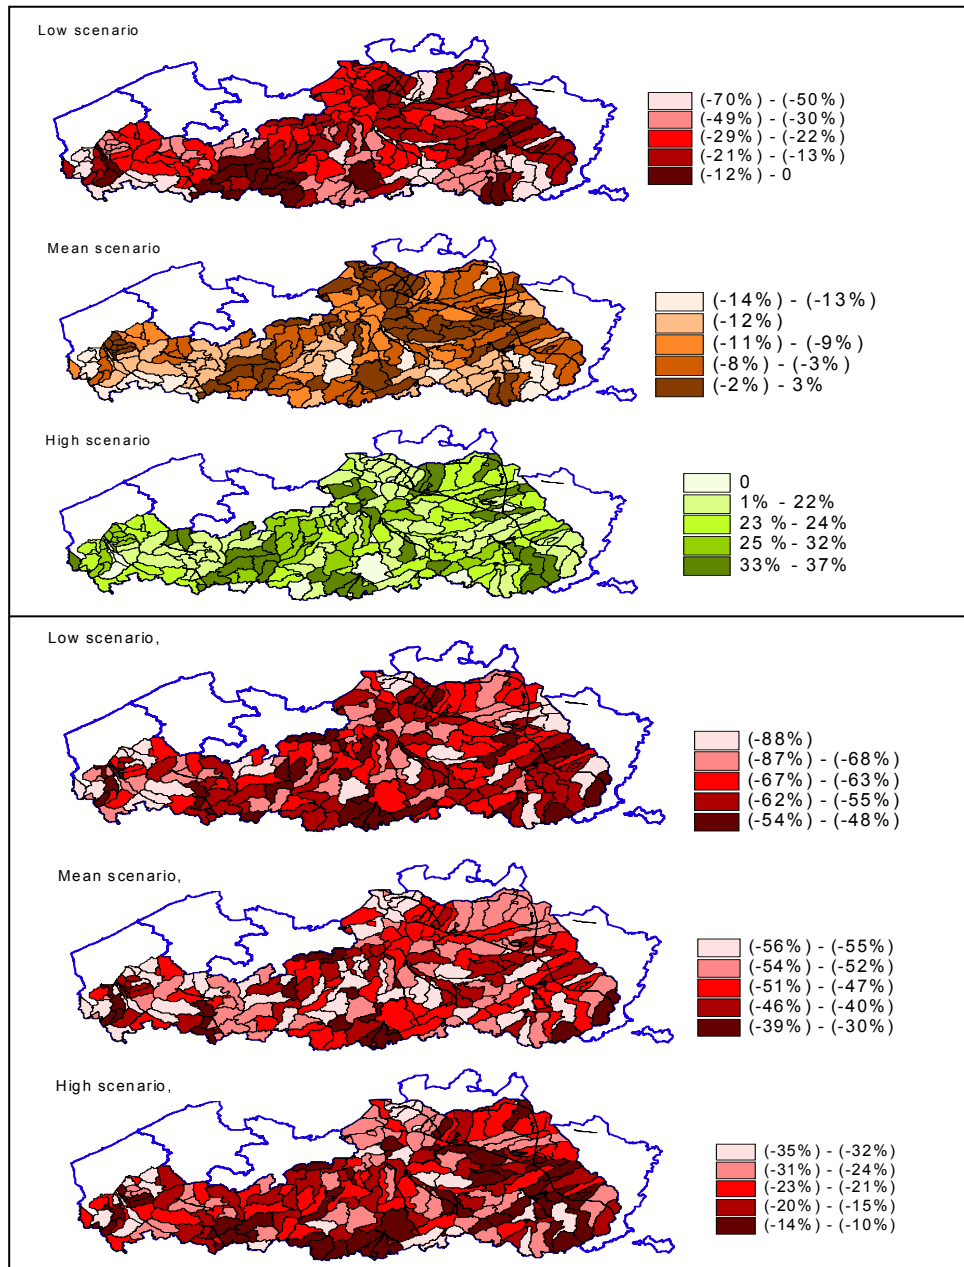 Low scenario
(-70%) - (-50%)
(-49%) - (-30%)
(-29%) - (-22%)
(-21%) - (-13%)
(-12%) - 0
Mean scenario
(-14%) - (-13%)
(-12%)
(-11%) - (-9%)
(-8%) - (-3%)
(-2%) - 3%
High scenario
0
1% - 22%
23 % - 24%
25 % - 32%
33% - 37%
Low scenario,
(-88%)
(-87%) - (-68%)
(-67%) - (-63%)
(-62%) - (-55%)
(-54%) - (-48%)
Mean scenario,
(-56%) - (-55%)
(-54%) - (-52%)
(-51%) - (-47%)
(-46%) - (-40%)
(-39%) - (-30%)
High scenario,
(-35%) - (-32%)
(-31%) - (-24%)
(-23%) - (-21%)
(-20%) - (-15%)
(-14%) - (-10%)